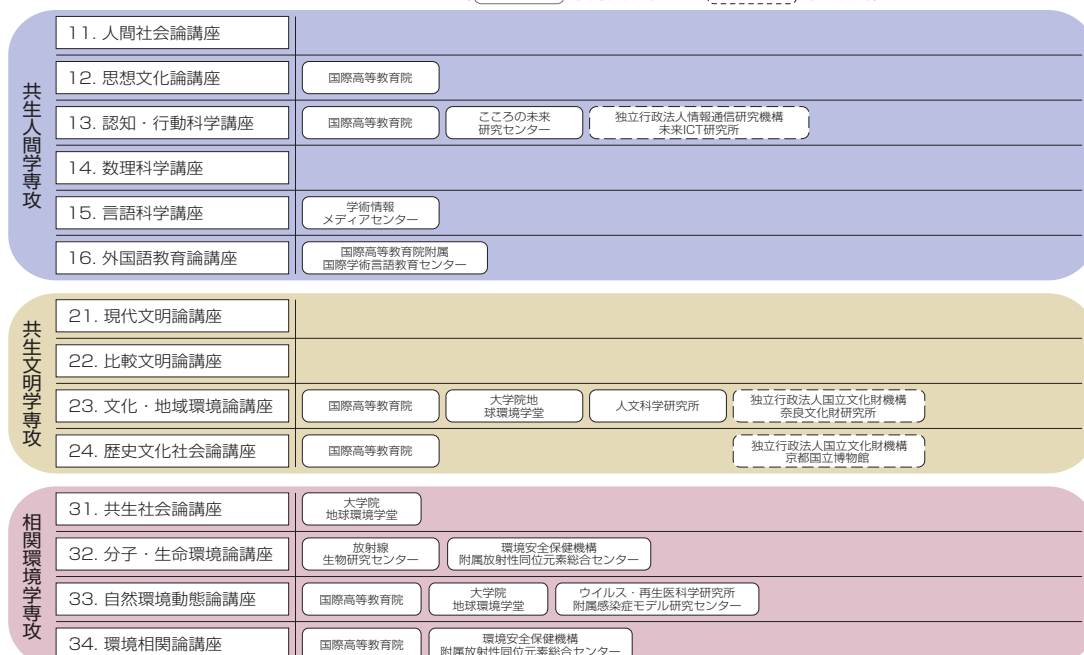 共生人間学専攻
11. 人間社会論講座
12. 思想文化論講座
国際高等教育院
13. 認知・行動科学講座
国際高等教育院
こころの未来
研究センター
独立行政法人情報通信研究機構
未来ICT研究所
14. 数理科学講座
15. 言語科学講座
学術情報
メディアセンター
16. 外国語教育論講座
国際高等教育院附属
国際学術言語教育センター
共生文明学専攻
21. 現代文明論講座
22. 比較文明論講座
23. 文化・地域環境論講座
国際高等教育院
大学院地
球環境学堂
人文科学研究所
独立行政法人国立文化財機構
奈良文化財研究所
24. 歴史文化社会論講座
国際高等教育院
独立行政法人国立文化財機構
京都国立博物館
相関環境学専攻
31. 共生社会論講座
大学院
地球環境学堂
32. 分子・生命環境論講座
放射線
生物研究センター
環境安全保健機構
附属放射性同位元素総合センター
33. 自然環境動態論講座
国際高等教育院
大学院
地球環境学堂
ウイルス・再生医科学研究所
附属感染症モデル研究センター
34. 環境相関論講座
国際高等教育院
環境安全保健機構
附属放射性同位元素総合センター